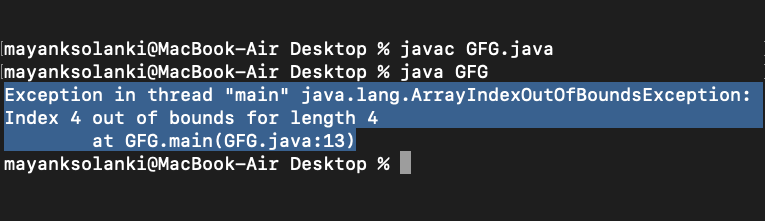 mayanksolanki@MacBook-Air Desktop % javac GFG.java
mayanksolanki@MacBook-Air Desktop % java GFG
Exception in thread "main" java.lang.ArrayIndexOutOfBoundsException:
Index 4 out of bounds for length 4
        at GFG.main(GFG.java:13)
mayanksolanki@MacBook-Air Desktop %